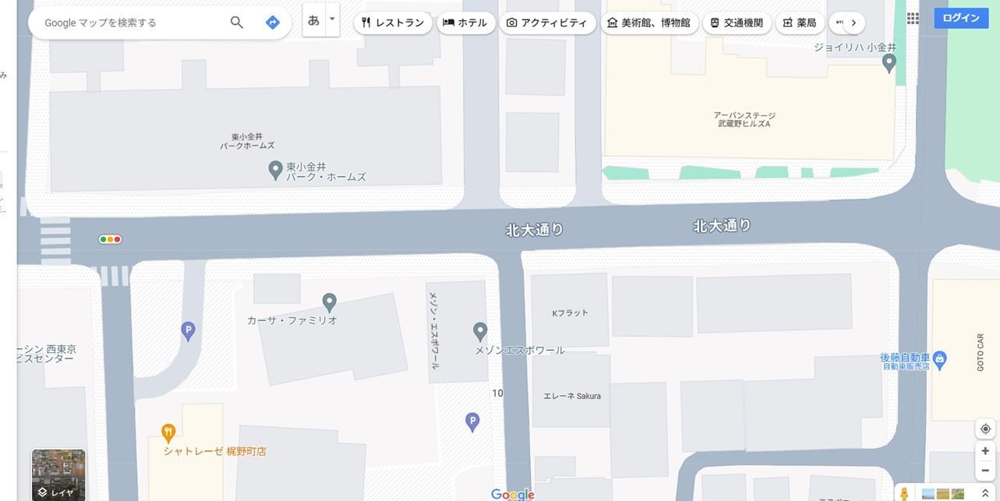 Google マップを検索する
あ
レストラン
ホテル
アクティビティ
美術館、博物館
交通機関
薬局
ログイン
み
ジョイリハ 小金井
アーバンステージ
武蔵野ヒルズA
東小金井
パークホームズ
東小金井
パーク・ホームズ
北大通り
北大通り
カーサ・ファミリオ
メゾン・エスポワール
メゾンエスポワール
Kフラット
ーシン 西東京
ビスセンター
P
後藤自動車
自動車販売店
GOTO CAR
10
エレーネ Sakura
P
シャトレーゼ 梶野町店
レイヤ
Google